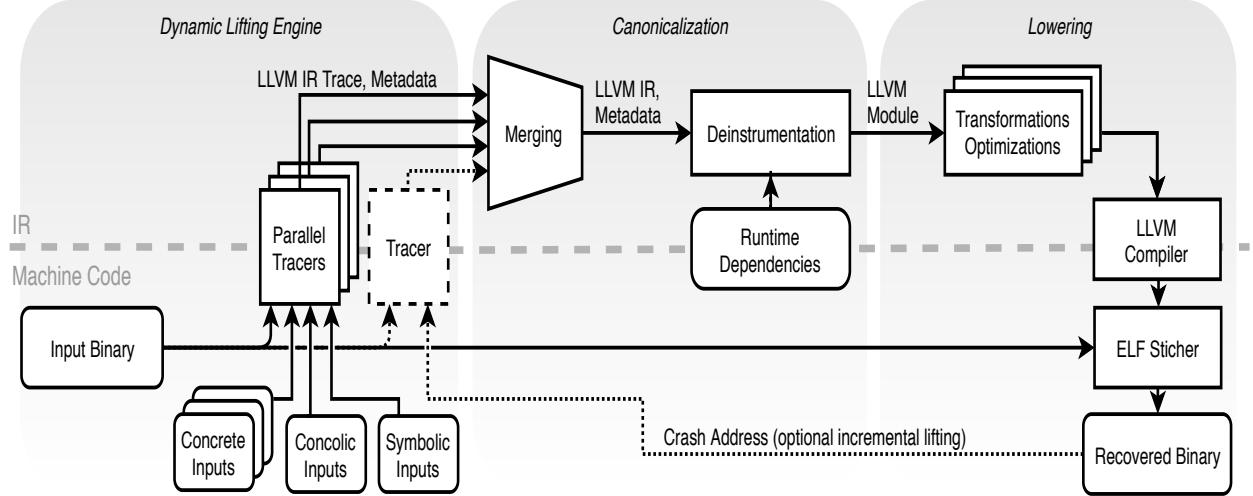 Dynamic Lifting Engine
Canonicalization
Lowering
LLVM IR Trace, Metadata
Merging
LLVM IR,
Metadata
Deinstrumentation
LLVM
Module
Transformations
Optimizations
IR
Machine Code
Parallel
Tracers
Tracer
Runtime
Dependencies
LLVM
Compiler
Input Binary
ELF Sticher
Concrete
Inputs
Concolic
Inputs
Symbolic
Inputs
Crash Address (optional incremental lifting)
Recovered Binary